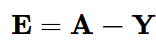 E = A − Y